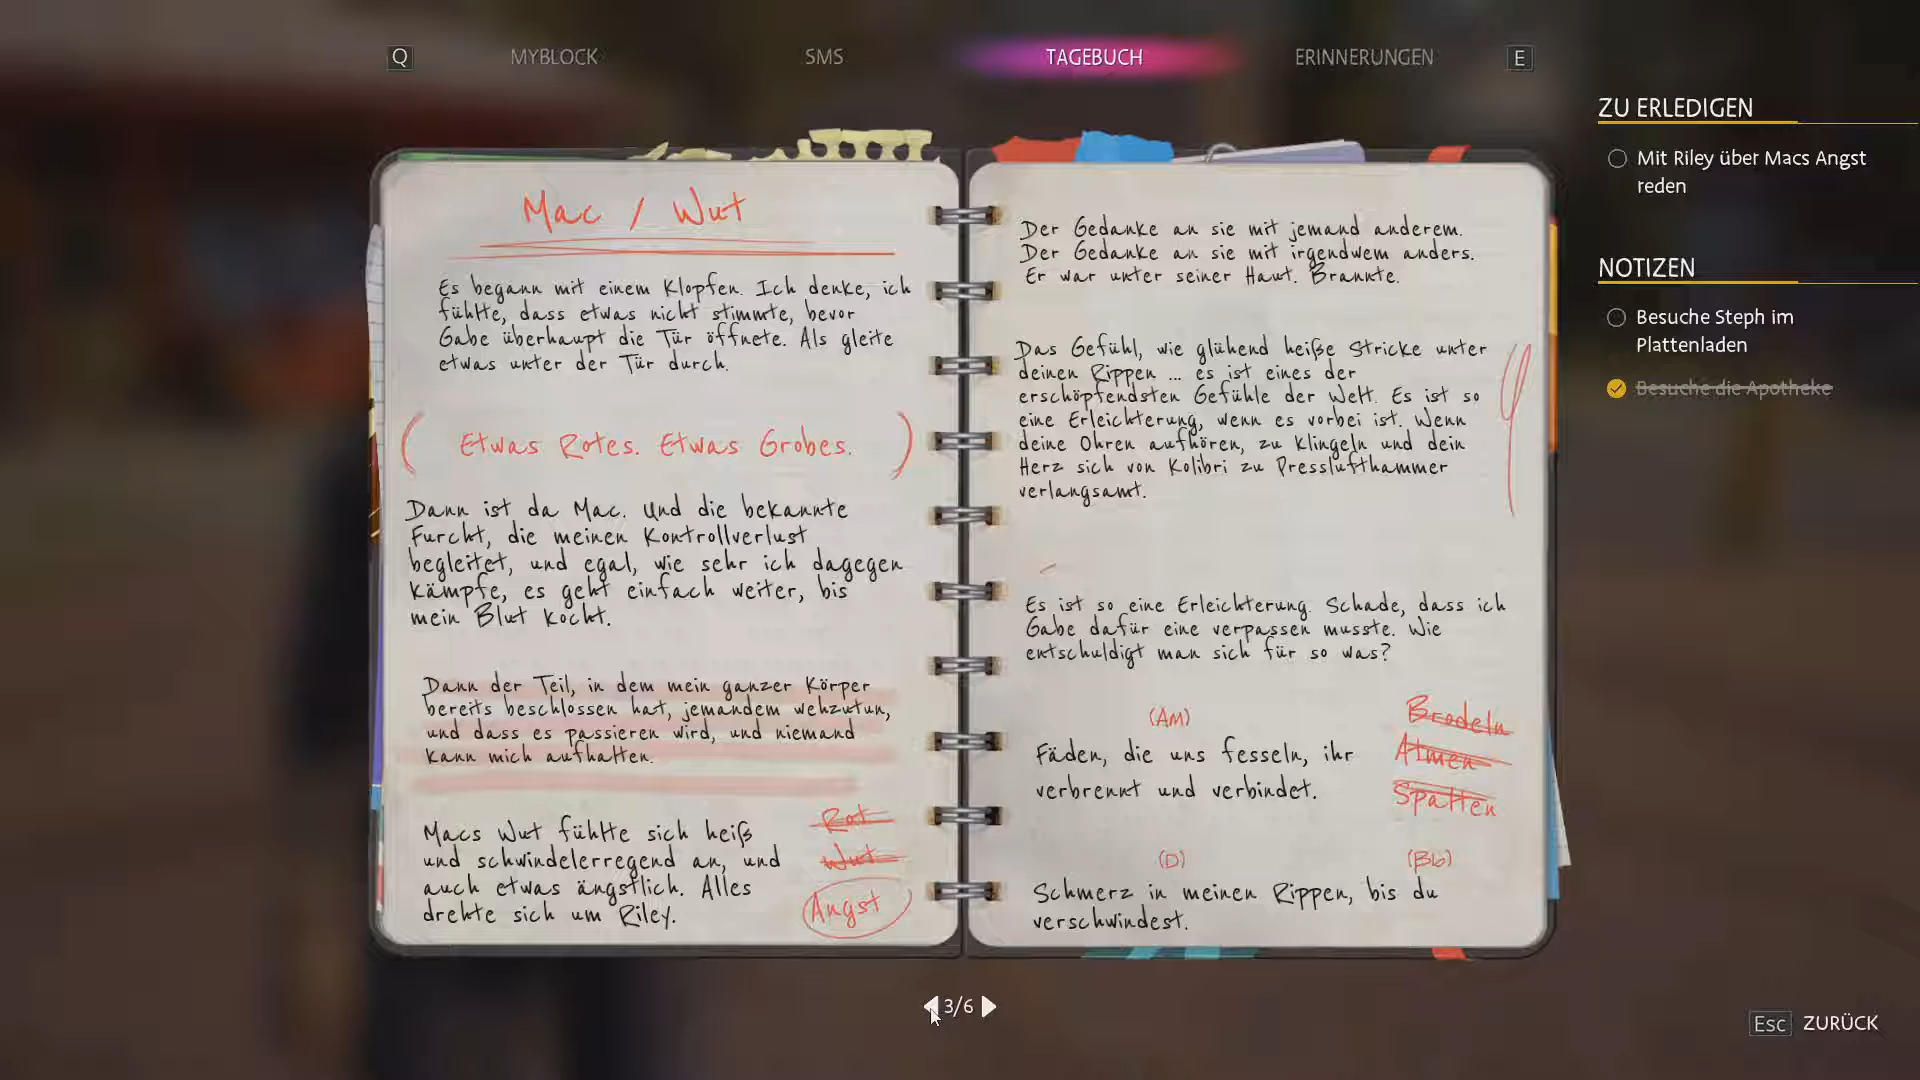 Q
MYBLOCK
SMS
TAGEBUCH
ERINNERUNGEN
E
ZU ERLEDIGEN
Mit Riley über Macs Angst
reden
NOTIZEN
Besuche Steph im
Plattenladen
Besuche die Apotheke
Mac / Wut
Es begann mit einem Klopfen. Ich denke, ich
fühlte, dass etwas nicht stimmte, bevor
Gabe überhaupt die Tür öffnete. Als gleite
etwas unter der Tür durch.
( Etwas Rotes. Etwas Grobes. )
Dann ist da Mac. Und die bekannte
Furcht, die meinen Kontrollverlust
begleitet, und egal, wie sehr ich dagegen
kämpfe, es geht einfach weiter, bis
mein Blut kocht.
Dann der Teil, in dem mein ganzer Körper
bereits beschlossen hat, jemandem wehzutun,
und dass es passieren wird, und niemand
kann mich aufhalten.
Macs Wut fühlte sich heiß
und schwindelerregend an, und
auch etwas ängstlich. Alles
drehte sich um Riley.
Rot
Wut
Angst
Der Gedanke an sie mit jemand anderem.
Der Gedanke an sie mit irgendwem anders.
Er war unter seiner Haut. Brannte.
Das Gefühl, wie glühend heiße Stricke unter
deinen Rippen ... es ist eines der
erschöpfendsten Gefühle der Welt. Es ist so
eine Erleichterung, wenn es vorbei ist. Wenn
deine Ohren aufhören, zu klingeln und dein
Herz sich von Kolibri zu Presslufthammer
verlangsamt.
Es ist so eine Erleichterung. Schade, dass ich
Gabe dafür eine verpassen musste. Wie
entschuldigt man sich für so was?
(Am)
Fäden, die uns fesseln, ihr
verbrennt und verbindet.
Brodeln
Atmen
Spalten
(D)
(Bb)
Schmerz in meinen Rippen, bis du
verschwindest.
3/6
Esc ZURÜCK